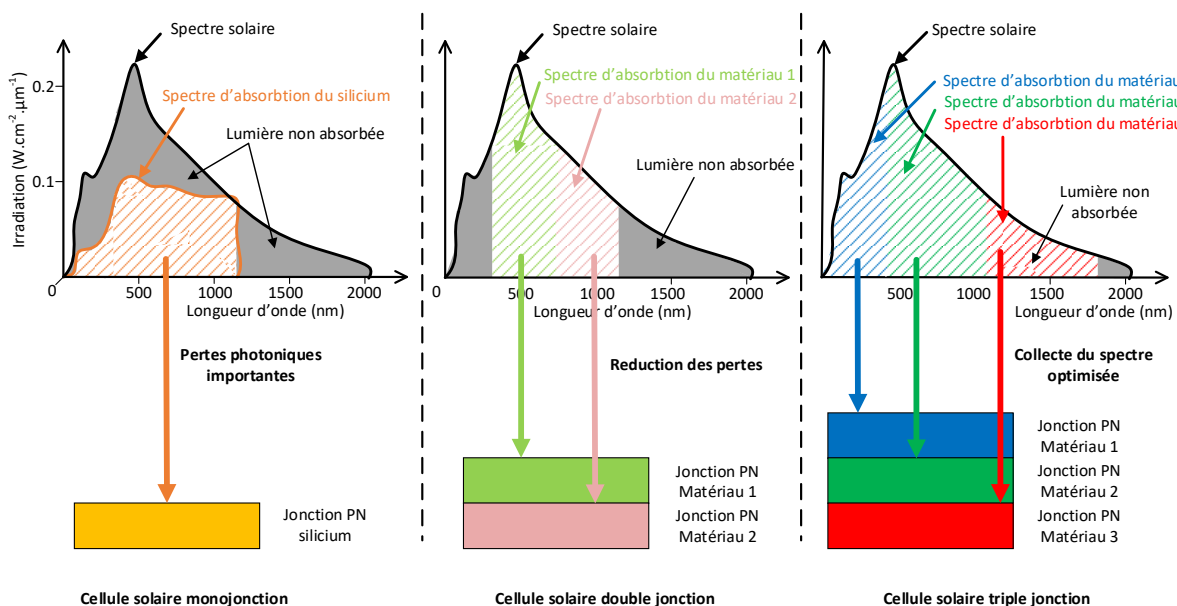 Spectre solaire
Spectre d'absorbtion du silicium
Lumière non absorbée
Irradiation (W.cm⁻².µm⁻¹)
0.2
0.1
0
500
1000
1500
2000
Longueur d'onde (nm)
Pertes photoniques
importantes
Jonction PN
silicium
Cellule solaire monojonction
Spectre solaire
Spectre d'absorbtion du matériau 1
Spectre d'absorbtion du matériau 2
Lumière non absorbée
0
500
1000
1500
2000
Longueur d'onde (nm)
Reduction des pertes
Jonction PN
Matériau 1
Jonction PN
Matériau 2
Cellule solaire double jonction
Spectre solaire
Spectre d'absorbtion du matériau
Spectre d'absorbtion du matériau
Spectre d'absorbtion du matériau
Lumière non
absorbée
0
500
1000
1500
2000
Longueur d'onde (nm)
Collecte du spectre
optimisée
Jonction PN
Matériau 1
Jonction PN
Matériau 2
Jonction PN
Matériau 3
Cellule solaire triple jonction